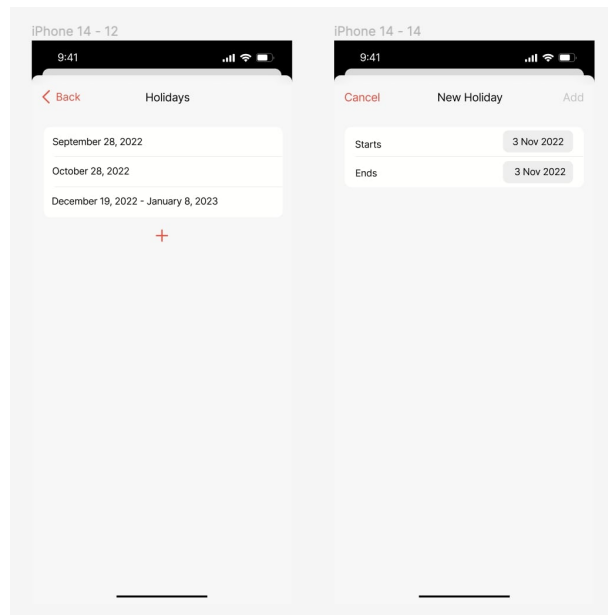 iPhone 14 - 12
9:41
Back Holidays
September 28, 2022
October 28, 2022
December 19, 2022 - January 8, 2023
+
iPhone 14 - 14
9:41
Cancel New Holiday Add
Starts 3 Nov 2022
Ends 3 Nov 2022